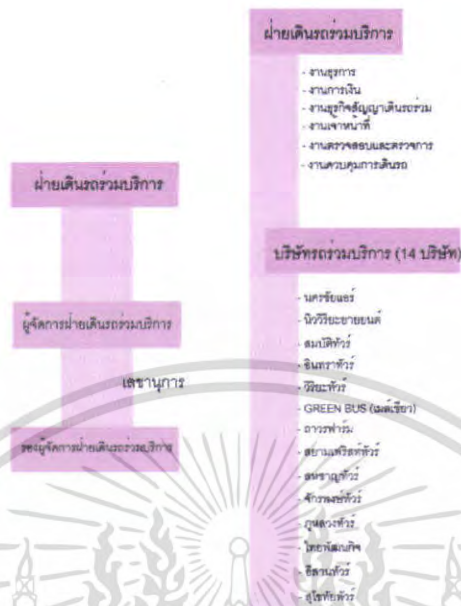 ฝ่ายเดินรถร่วมบริการ
ผู้จัดการฝ่ายเดินรถร่วมบริการ
เลขานุการ
รองผู้จัดการฝ่ายเดินรถร่วมบริการ
ฝ่ายเดินรถร่วมบริการ
- งานธุรการ
- งานการเงิน
- งานธุรกิจสัญญาเดินรถร่วม
- งานเจ้าหน้าที่
- งานตรวจสอบและตรวจการ
- งานควบคุมการเดินรถ
บริษัทรถร่วมบริการ (14 บริษัท)
- นครชัยแอร์
- นิววิริยะยายยนต์
- สมบัติทัวร์
- อินทราทัวร์
- วิริยะทัวร์
- GREEN BUS (เมล์เขียว)
- ถาวรฟาร์ม
- สยามเฟริสท์ทัวร์
- สหชาญทัวร์
- จักรพงษ์ทัวร์
- ภูหลวงทัวร์
- ไทยพัฒนกิจ
- อีสานทัวร์
- สุโขทัยทัวร์